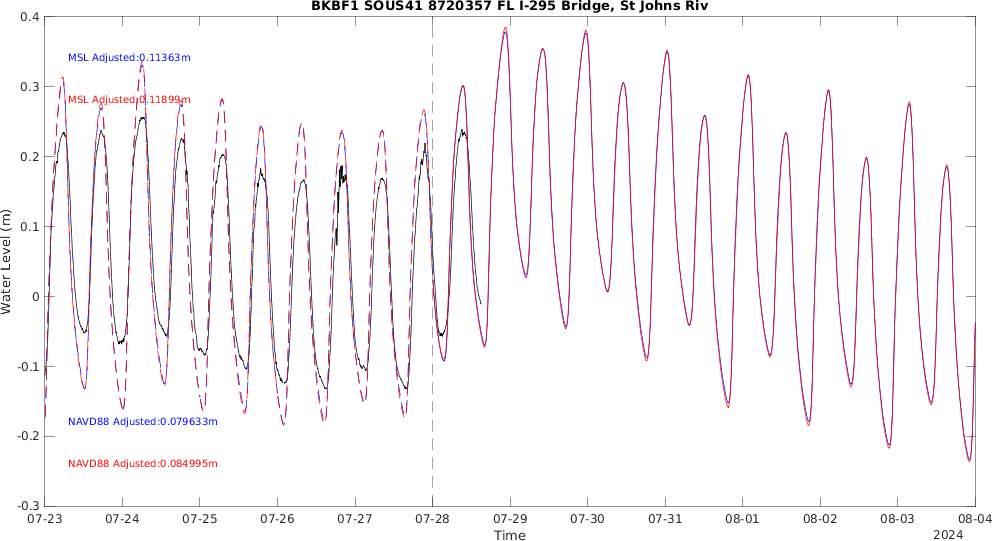 BKBF1 SOUS41 8720357 FL I-295 Bridge, St Johns Riv
0.4
0.3
0.2
0.1
0
-0.1
-0.2
-0.3
Water Level (m)
MSL Adjusted:0.11363m
MSL Adjusted:0.11899m
NAVD88 Adjusted:0.079633m
NAVD88 Adjusted:0.084995m
07-23 07-24 07-25 07-26 07-27 07-28 07-29 07-30 07-31 08-01 08-02 08-03 08-04
Time
2024